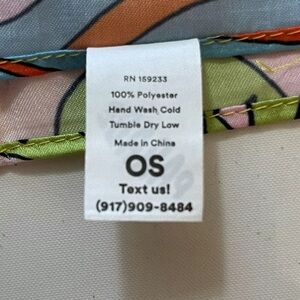 RN 159233
100% Polyester
Hand Wash Cold
Tumble Dry Low
Made in China
OS
Text us!
(917)909-8484